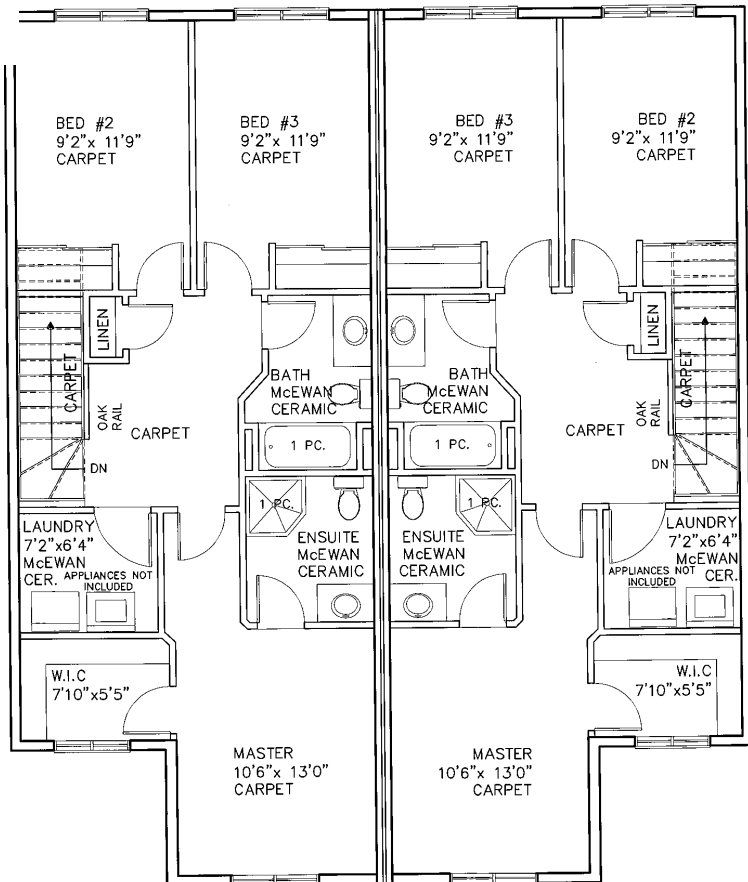 BED #2
9'2"x 11'9"
CARPET
BED #3
9'2"x 11'9"
CARPET
BED #3
9'2"x 11'9"
CARPET
BED #2
9'2"x 11'9"
CARPET
LINEN
CARPET
OAK
RAIL
CARPET
DN
BATH
McEWAN
CERAMIC
1 PC.
1 PC.
ENSUITE
McEWAN
CERAMIC
LAUNDRY
7'2"x6'4"
McEWAN
CER.
APPLIANCES NOT
INCLUDED
W.I.C
7'10"x5'5"
MASTER
10'6"x 13'0"
CARPET
BATH
McEWAN
CERAMIC
1 PC.
1 PC.
ENSUITE
McEWAN
CERAMIC
LINEN
CARPET
OAK
RAIL
CARPET
DN
LAUNDRY
7'2"x6'4"
McEWAN
CER.
APPLIANCES NOT
INCLUDED
W.I.C
7'10"x5'5"
MASTER
10'6"x 13'0"
CARPET